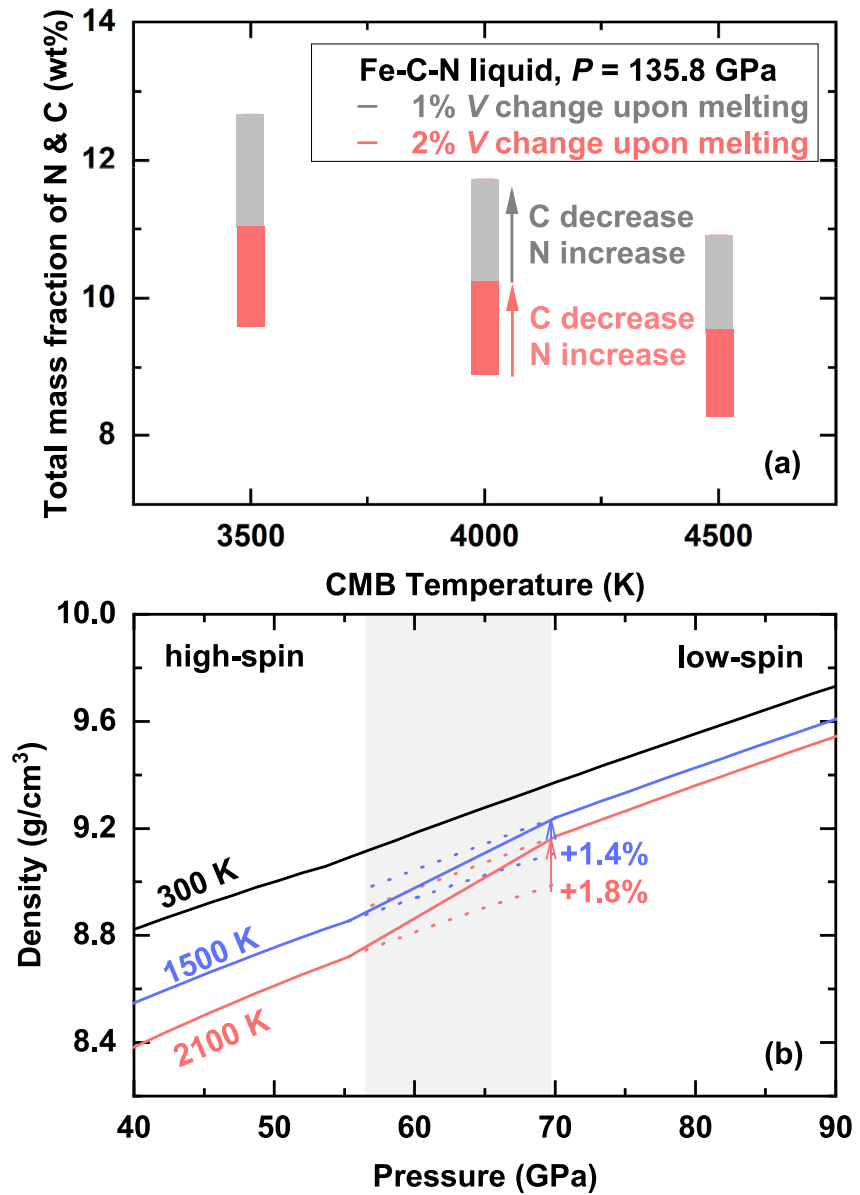 14
12
10
8
Total mass fraction of N & C (wt%)
Fe-C-N liquid, P = 135.8 GPa
1% V change upon melting
2% V change upon melting
C decrease
N increase
C decrease
N increase
(a)
3500
4000
4500
CMB Temperature (K)
10.0
9.6
9.2
8.8
8.4
Density (g/cm³)
high-spin
low-spin
300 K
1500 K
2100 K
+1.4%
+1.8%
(b)
40
50
60
70
80
90
Pressure (GPa)